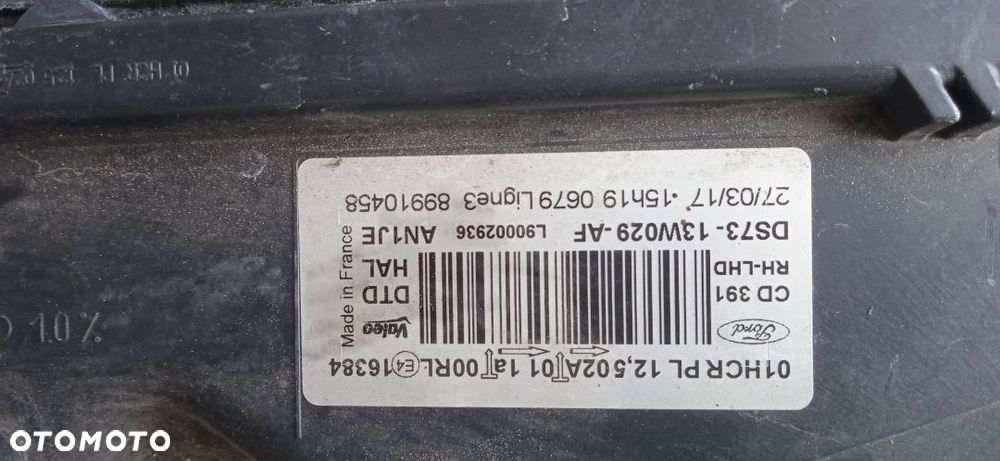 01HCR PL 12,5 02A 01 1a 00RL E4 16384
Ford
CD 391
RH-LHD
Valeo
DTD
HAL
Made in France
DS73-13W029-AF L90002936 AN1JE
27/03/17 -15h19 0679 Ligne3 89910458
10%
OTOMOTO